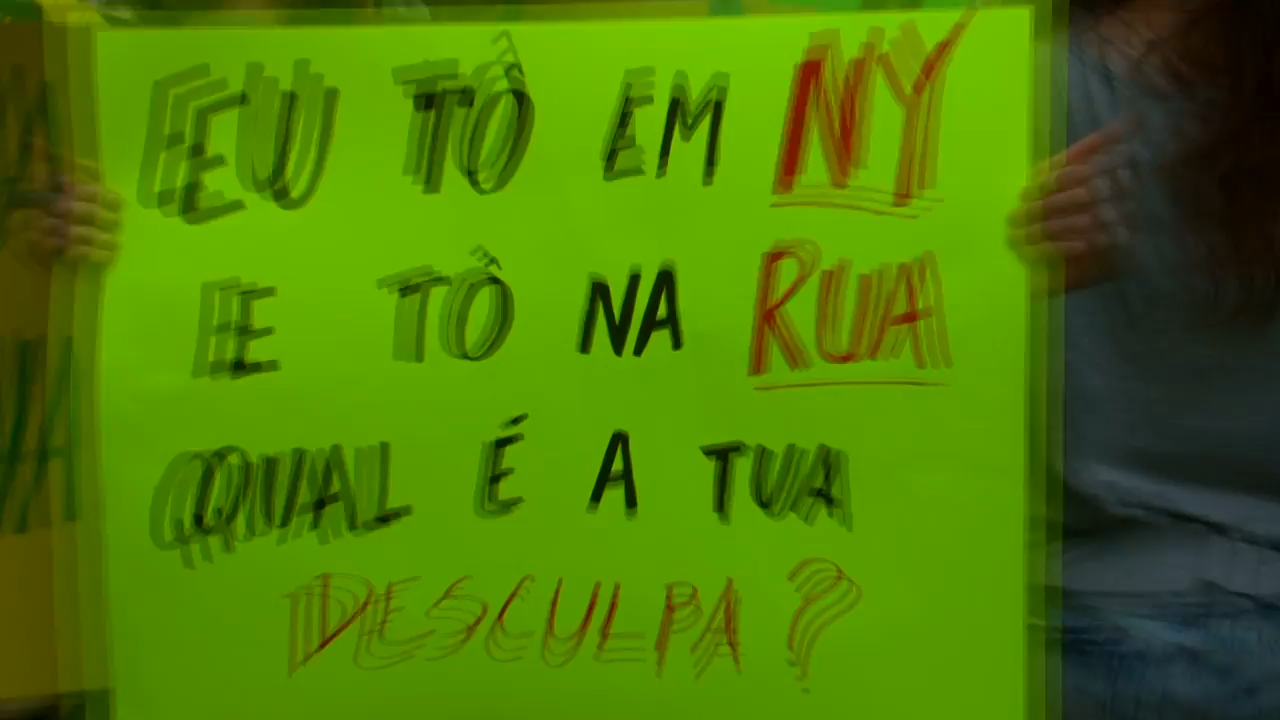 EU TÔ EM NY
E TÔ NA RUA
QUAL É A TUA
DESCULPA?